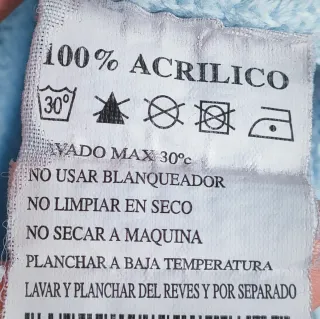 100% ACRILICO
30°
LAVADO MAX 30°c
NO USAR BLANQUEADOR
NO LIMPIAR EN SECO
NO SECAR A MAQUINA
PLANCHAR A BAJA TEMPERATURA
LAVAR Y PLANCHAR DEL REVES Y POR SEPARADO